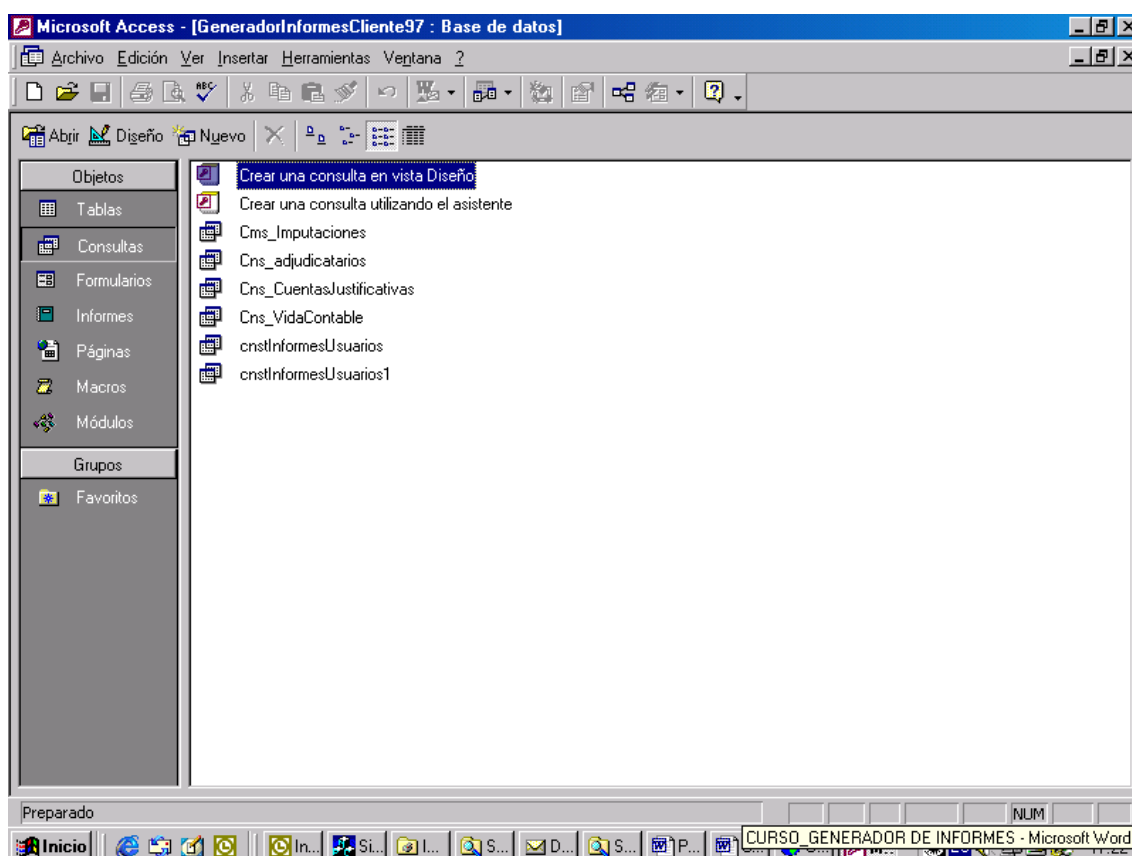 Microsoft Access - [GeneradorInformesCliente97 : Base de datos]
Archivo Edición Ver Insertar Herramientas Ventana ?
Abrir Diseño Nuevo
Objetos
Tablas
Consultas
Formularios
Informes
Páginas
Macros
Módulos
Grupos
Favoritos
Crear una consulta en vista Diseño
Crear una consulta utilizando el asistente
Cms_Imputaciones
Cns_adjudicatarios
Cns_CuentasJustificativas
Cns_VidaContable
cnstInformesUsuarios
cnstInformesUsuarios1
Preparado
NUM
Inicio In... Si... I... S... D... S... P...
CURSO_GENERADOR DE INFORMES - Microsoft Word